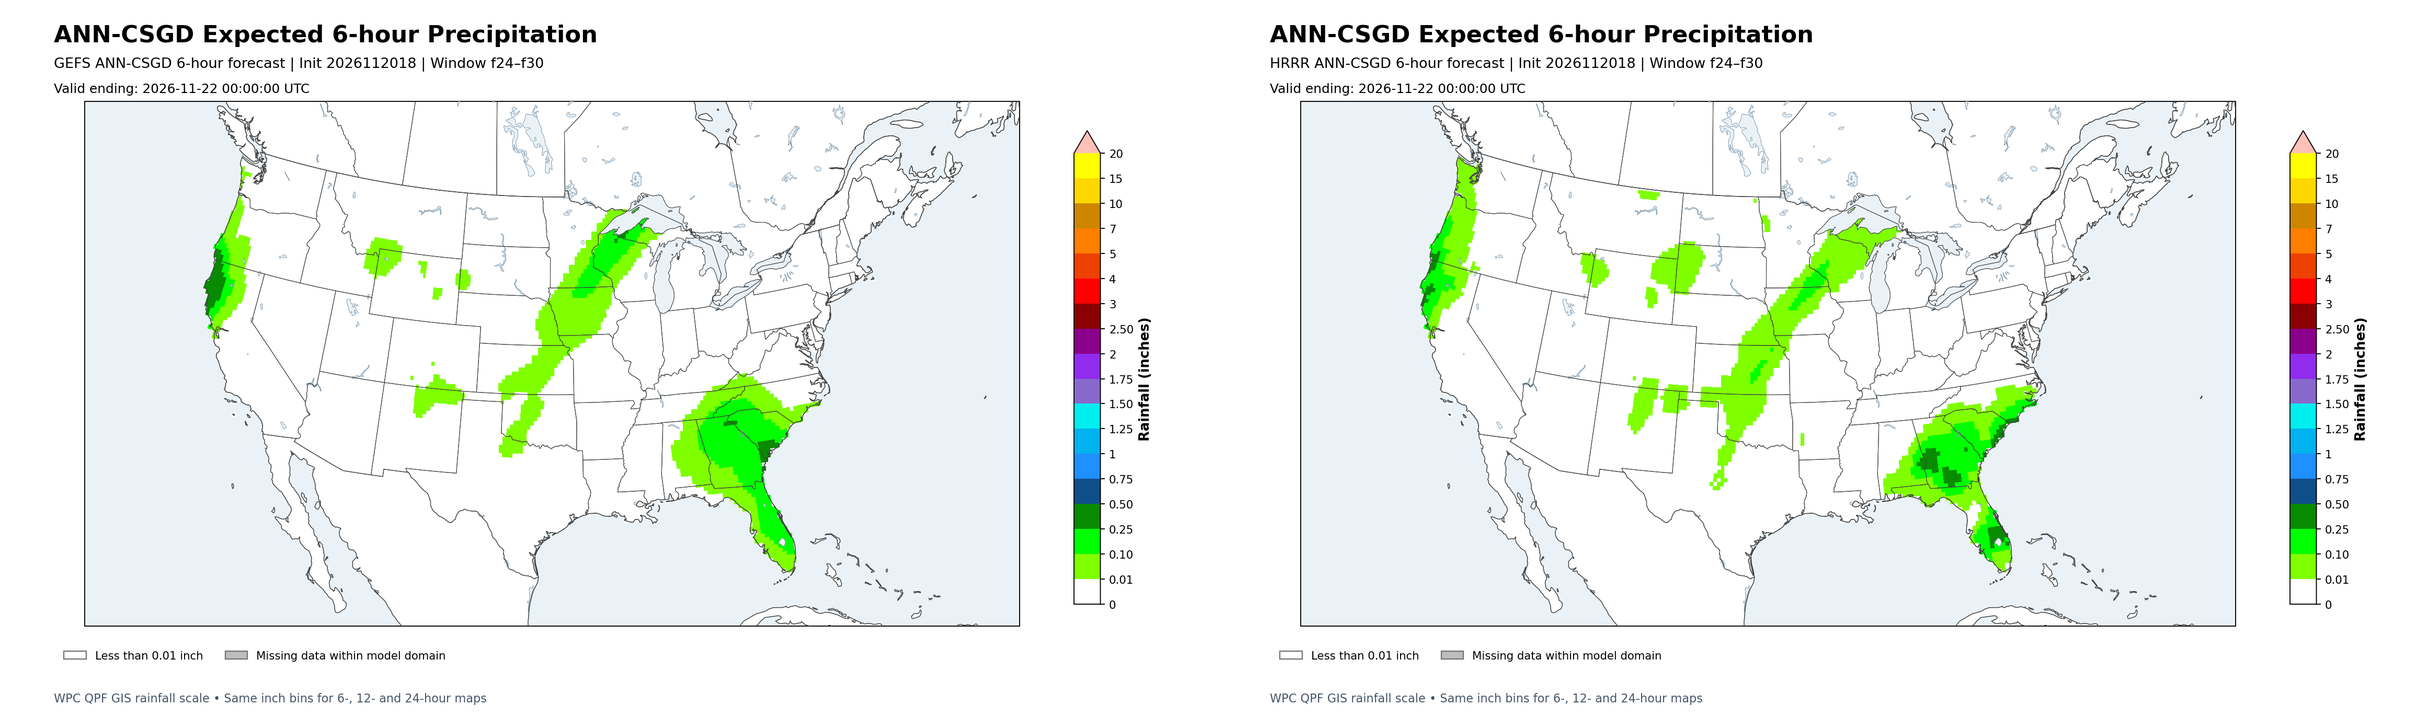 ANN-CSGD Expected 6-hour Precipitation
GEFS ANN-CSGD 6-hour forecast | Init 2026112018 | Window f24–f30
Valid ending: 2026-11-22 00:00:00 UTC
20
15
10
7
5
4
3
2.50
2
1.75
1.50
1.25
1
0.75
0.50
0.25
0.10
0.01
0
Rainfall (inches)
Less than 0.01 inch
Missing data within model domain
WPC QPF GIS rainfall scale • Same inch bins for 6-, 12- and 24-hour maps
ANN-CSGD Expected 6-hour Precipitation
HRRR ANN-CSGD 6-hour forecast | Init 2026112018 | Window f24–f30
Valid ending: 2026-11-22 00:00:00 UTC
20
15
10
7
5
4
3
2.50
2
1.75
1.50
1.25
1
0.75
0.50
0.25
0.10
0.01
0
Rainfall (inches)
Less than 0.01 inch
Missing data within model domain
WPC QPF GIS rainfall scale • Same inch bins for 6-, 12- and 24-hour maps